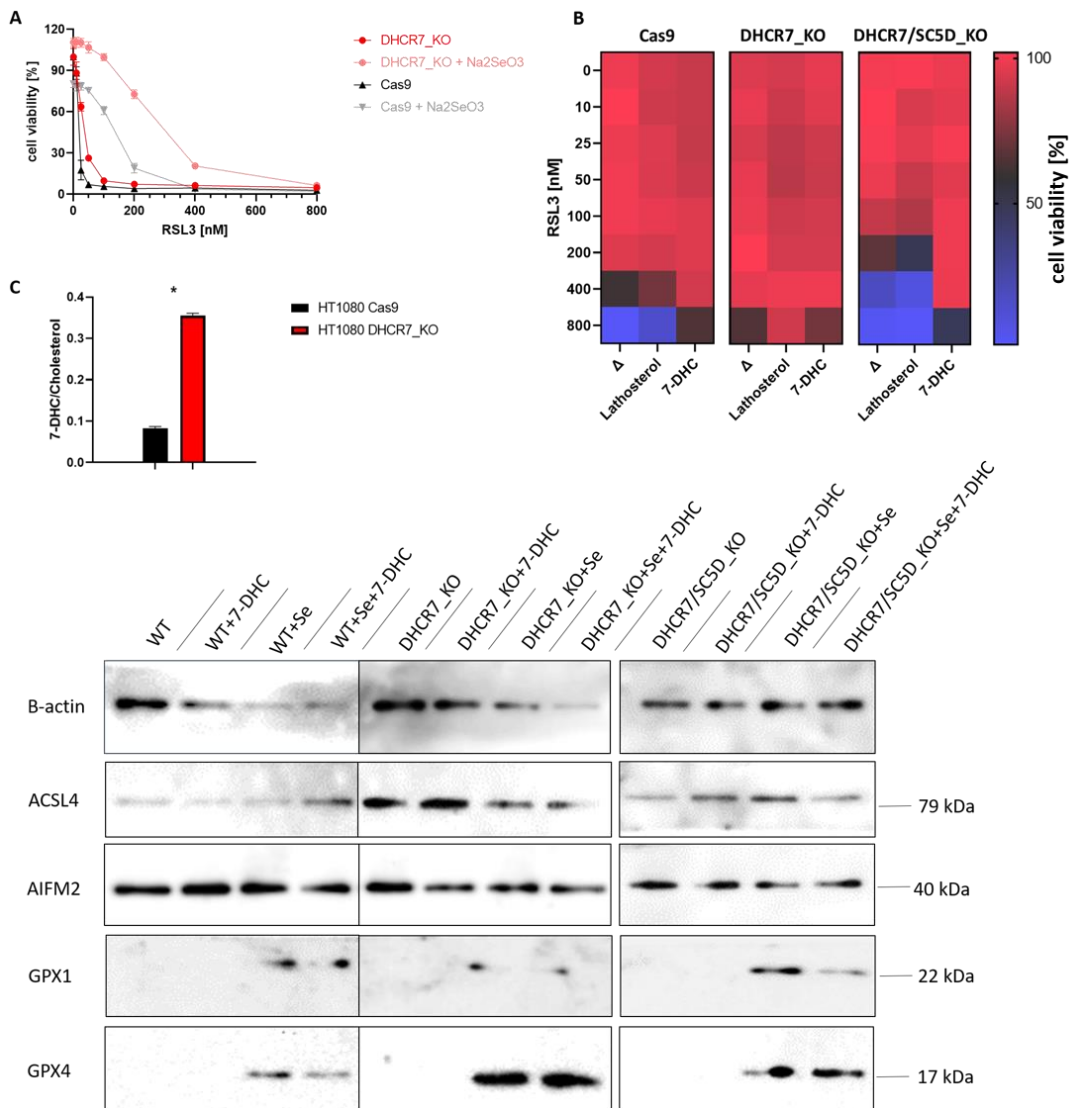 A
120
90
60
30
0
cell viability [%]
0
200
400
600
800
RSL3 [nM]
DHCR7_KO
DHCR7_KO + Na2SeO3
Cas9
Cas9 + Na2SeO3
B
Cas9
DHCR7_KO
DHCR7/SC5D_KO
0
10
25
50
100
200
400
800
RSL3 [nM]
Δ
Lathosterol
7-DHC
Δ
Lathosterol
7-DHC
Δ
Lathosterol
7-DHC
100
50
cell viability [%]
C
0.4
0.3
0.2
0.1
0.0
7-DHC/Cholesterol
*
HT1080 Cas9
HT1080 DHCR7_KO
WT
WT+7-DHC
WT+Se
WT+Se+7-DHC
DHCR7_KO
DHCR7_KO+7-DHC
DHCR7_KO+Se
DHCR7_KO+Se+7-DHC
DHCR7/SC5D_KO
DHCR7/SC5D_KO+7-DHC
DHCR7/SC5D_KO+Se
DHCR7/SC5D_KO+Se+7-DHC
B-actin
ACSL4
79 kDa
AIFM2
40 kDa
GPX1
22 kDa
GPX4
17 kDa